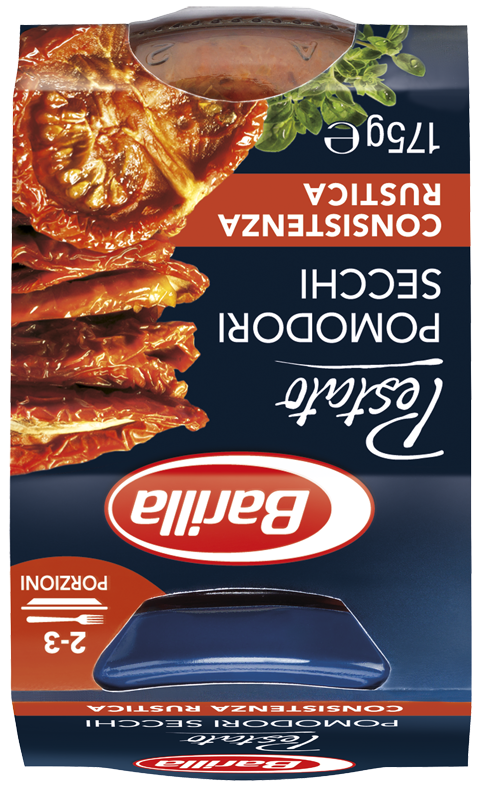 Barilla
Pestato
POMODORI SECCHI
CONSISTENZA RUSTICA
2-3
PORZIONI
Barilla
Pestato
POMODORI
SECCHI
CONSISTENZA
RUSTICA
175g e